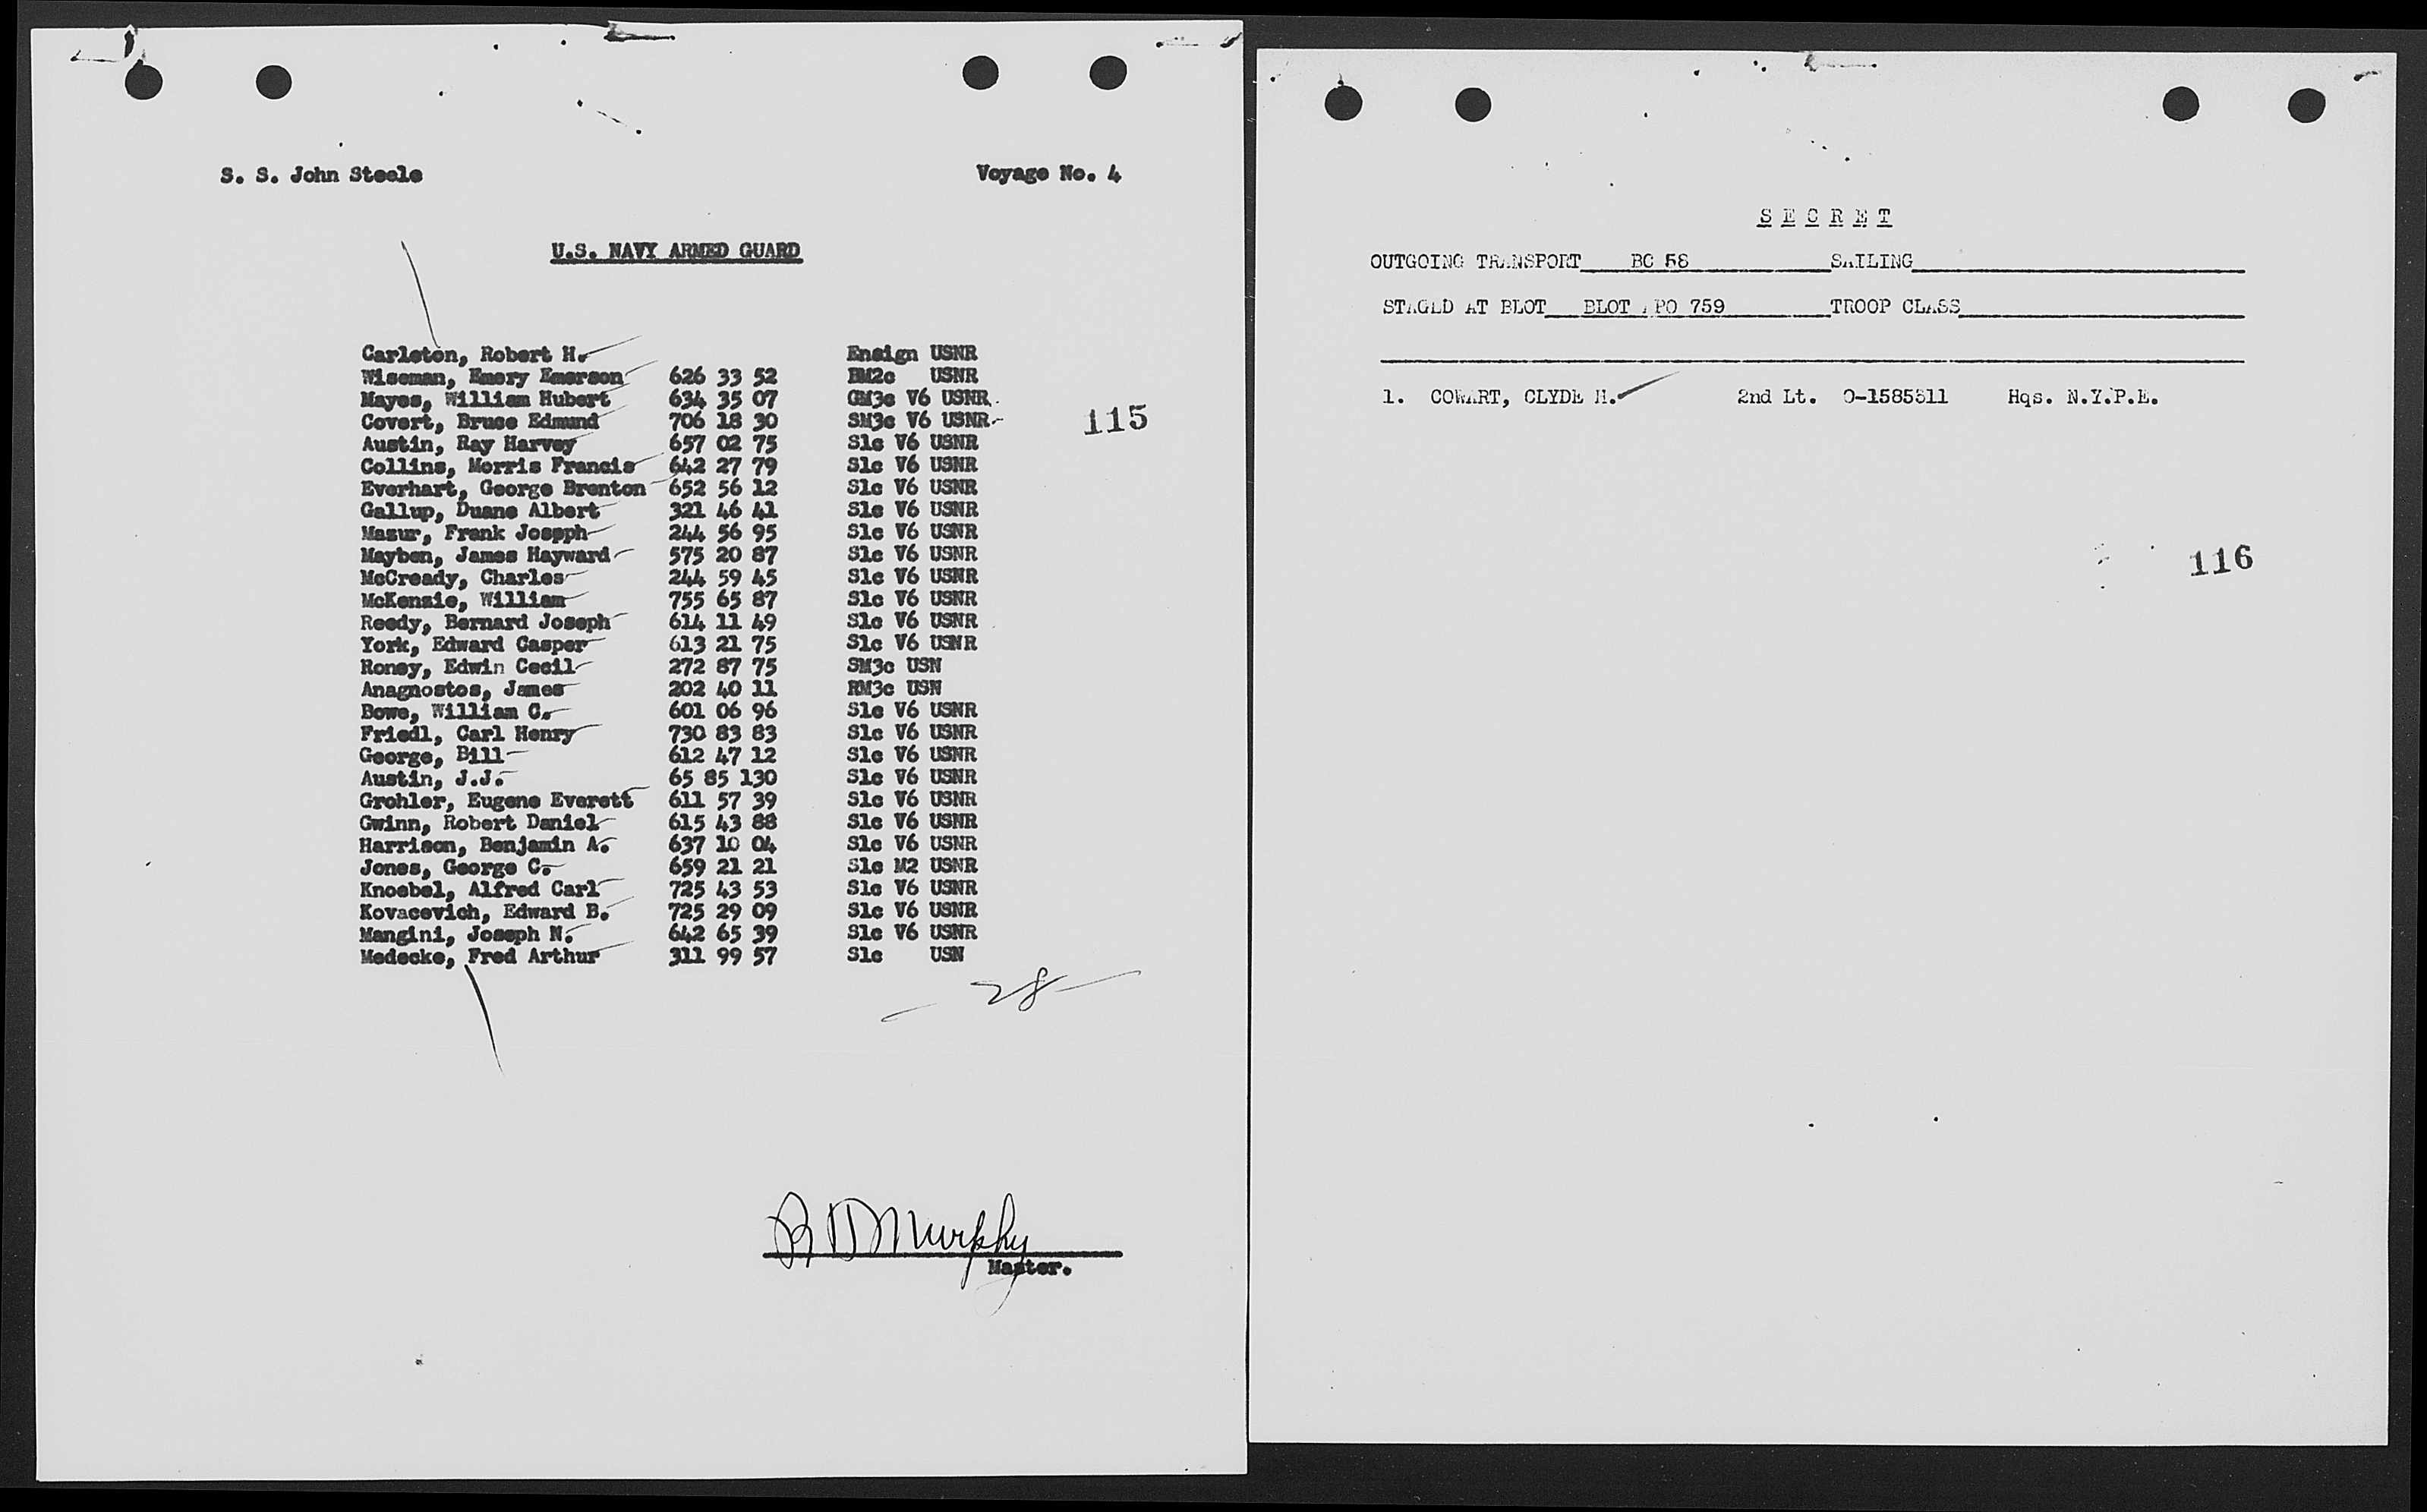 S. S. John Steele Voyage No. 4
U.S. NAVY ARMED GUARD
Carleton, Robert H. Ensign USNR
Wiseman, Emery Emerson 626 33 52 BM2c USNR
Mayes, William Hubert 634 35 07 GM3c V6 USNR
Covert, Bruce Edmund 706 18 30 SM3c V6 USNR
115
Austin, Ray Harvey 657 02 75 S1c V6 USNR
Collins, Morris Francis 642 27 79 S1c V6 USNR
Everhart, George Brenton 652 56 12 S1c V6 USNR
Gallup, Duane Albert 321 46 41 S1c V6 USNR
Mazur, Frank Joseph 244 56 95 S1c V6 USNR
Mayben, James Hayward 575 20 87 S1c V6 USNR
McCready, Charles 244 59 45 S1c V6 USNR
McKenzie, William 755 65 87 S1c V6 USNR
Reedy, Bernard Joseph 614 11 49 S1c V6 USNR
York, Edward Casper 613 21 75 S1c V6 USNR
Roney, Edwin Cecil 272 87 75 SM3c USN
Anagnostos, James 202 40 11 RM3c USN
Bowe, William C. 601 06 96 S1c V6 USNR
Friedl, Carl Henry 730 83 83 S1c V6 USNR
George, Bill 612 47 12 S1c V6 USNR
Austin, J.J. 65 85 130 S1c V6 USNR
Grohler, Eugene Everett 611 57 39 S1c V6 USNR
Gwinn, Robert Daniel 615 43 88 S1c V6 USNR
Harrison, Benjamin A. 637 10 04 S1c V6 USNR
Jones, George C. 659 21 21 S1c M2 USNR
Knoebel, Alfred Carl 725 43 53 S1c V6 USNR
Kovacevich, Edward B. 725 29 09 S1c V6 USNR
Mangini, Joseph N. 642 65 39 S1c V6 USNR
Medecke, Fred Arthur 311 99 57 S1c USN
- 28 -
Murphy
Master.
SECRET
OUTGOING TRANSPORT BC 58 SAILING
STAGED AT BLOT BLOT APO 759 TROOP CLASS
1. COWART, CLYDE H. 2nd Lt. O-1585511 Hqs. N.Y.P.E.
116